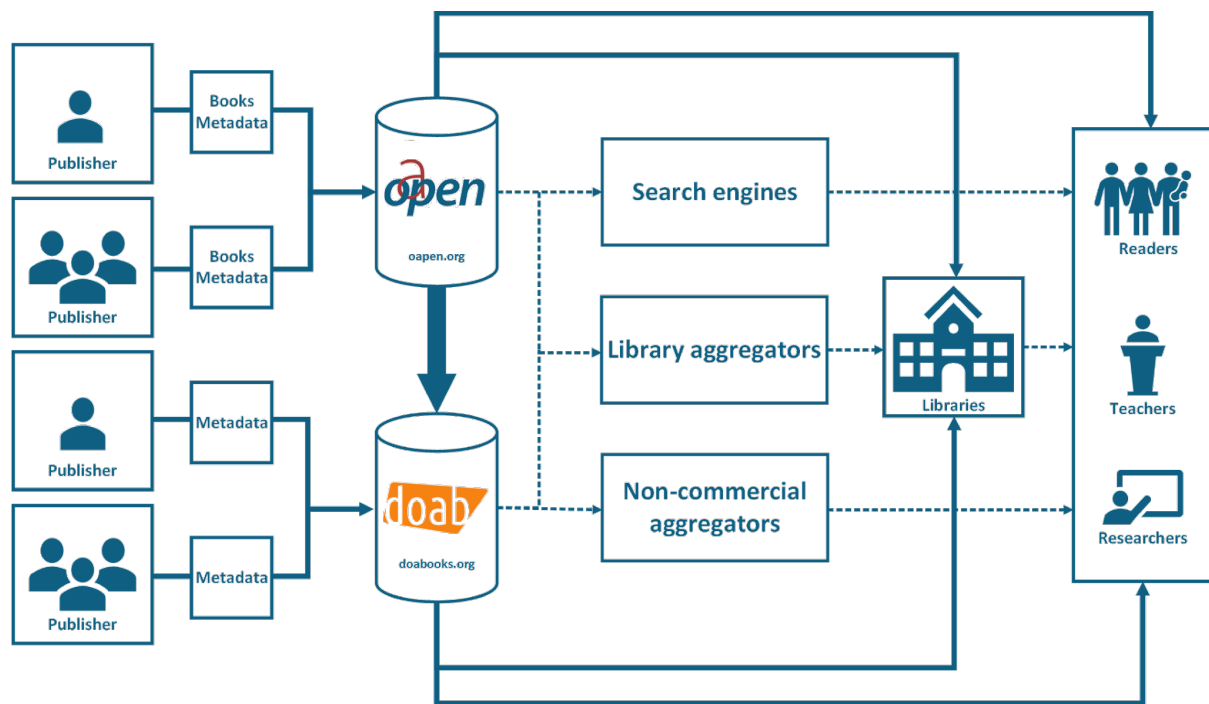 Publisher
Books
Metadata
Publisher
Books
Metadata
Publisher
Metadata
Publisher
Metadata
oapen
oapen.org
doab
doabooks.org
Search engines
Library aggregators
Non-commercial
aggregators
Libraries
Readers
Teachers
Researchers